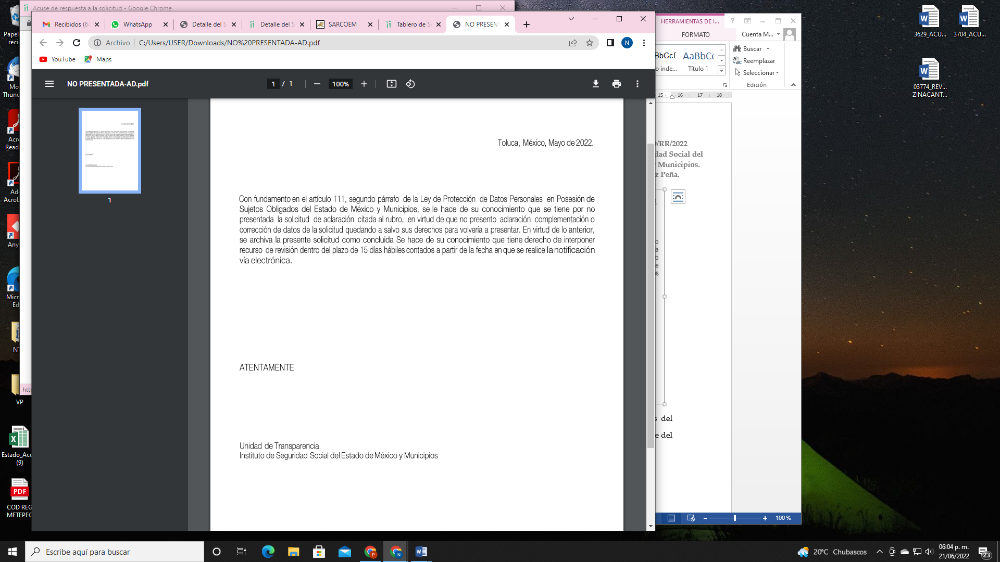 Acuse de respuesta a la solicitud - Google Chrome
Recibidos (64
WhatsApp
Detalle del S
Detalle del S
SARCOEM
Tablero de S
NO PRESENT
Archivo
C:/Users/USER/Downloads/NO%20PRESENTADA-AD.pdf
N
YouTube
Maps
NO PRESENTADA-AD.pdf
1 / 1
100%
1
Toluca, México, Mayo de 2022.
Con fundamento en el artículo 111, segundo párrafo de la Ley de Protección de Datos Personales en Posesión de
Sujetos Obligados del Estado de México y Municipios, se le hace de su conocimiento que se tiene por no
presentada la solicitud de aclaración citada al rubro, en virtud de que no presento aclaración complementación o
corrección de datos de la solicitud quedando a salvo sus derechos para volvería a presentar. En virtud de lo anterior,
se archiva la presente solicitud como concluida Se hace de su conocimiento que tiene derecho de interponer
recurso de revisión dentro del plazo de 15 días hábiles contados a partir de la fecha en que se realice la notificación
vía electrónica.
ATENTAMENTE
Unidad de Transparencia
Instituto de Seguridad Social del Estado de México y Municipios
HERRAMIENTAS DE I...
FORMATO
Cuenta M...
AaBbCc
o inde...
Título 1
Buscar
Reemplazar
Seleccionar
Edición
15 16 17 18
/RR/2022
dad Social del
Municipios.
z Peña.
o
a
o
e
os
s del
e del
100 %
Papel
recic
Moz
Thund
Acro
Read
Ado
Acrob
Any
Micr
Ed
NT
VP
http
Estado_Acu
(9)
PDF
COD REG
METEPEC
3629_ACU...
3704_ACU...
03774_REV...
ZINACANT...
Escribe aquí para buscar
P
N
20°C Chubascos
06:04 p. m.
21/06/2022
23